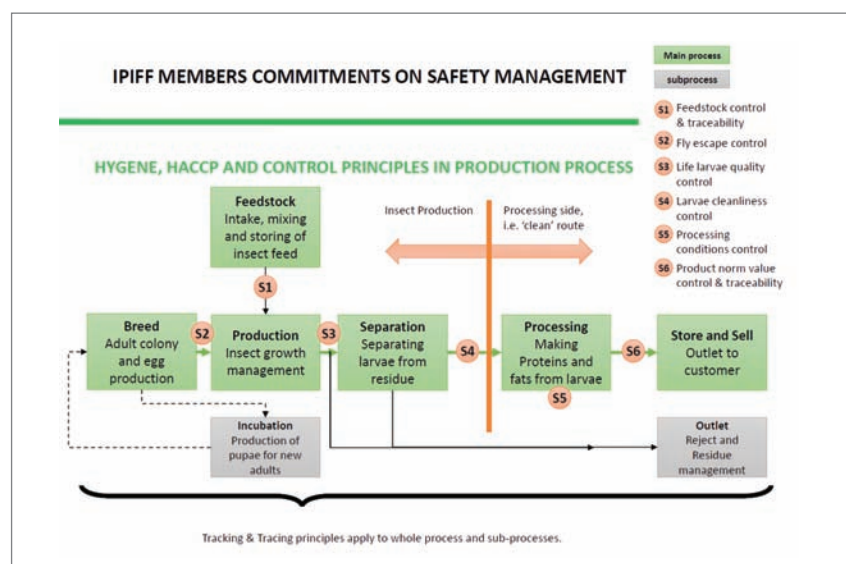 IPIFF MEMBERS COMMITMENTS ON SAFETY MANAGEMENT
Main process
subprocess
S1 Feedstock control
& traceability
S2 Fly escape control
S3 Life larvae quality
control
S4 Larvae cleanliness
control
S5 Processing
conditions control
S6 Product norm value
control & traceability
HYGENE, HACCP AND CONTROL PRINCIPLES IN PRODUCTION PROCESS
Feedstock
Intake, mixing
and storing of
insect feed
Insect Production
Processing side,
i.e. 'clean' route
S1
Breed
Adult colony
and egg
production
S2
Production
Insect growth
management
S3
Separation
Separating
larvae from
residue
S4
Processing
Making
Proteins and
fats from larvae
S5
S6
Store and Sell
Outlet to
customer
Incubation
Production of
pupae for new
adults
Outlet
Reject and
Residue
management
Tracking & Tracing principles apply to whole process and sub-processes.